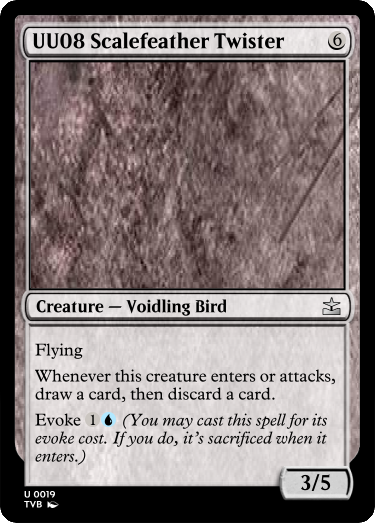 UU08 Scalefeather Twister 6
Creature — Voidling Bird
Flying
Whenever this creature enters or attacks,
draw a card, then discard a card.
Evoke 1 (You may cast this spell for its
evoke cost. If you do, it's sacrificed when it
enters.)
3/5
U 0019
TVB